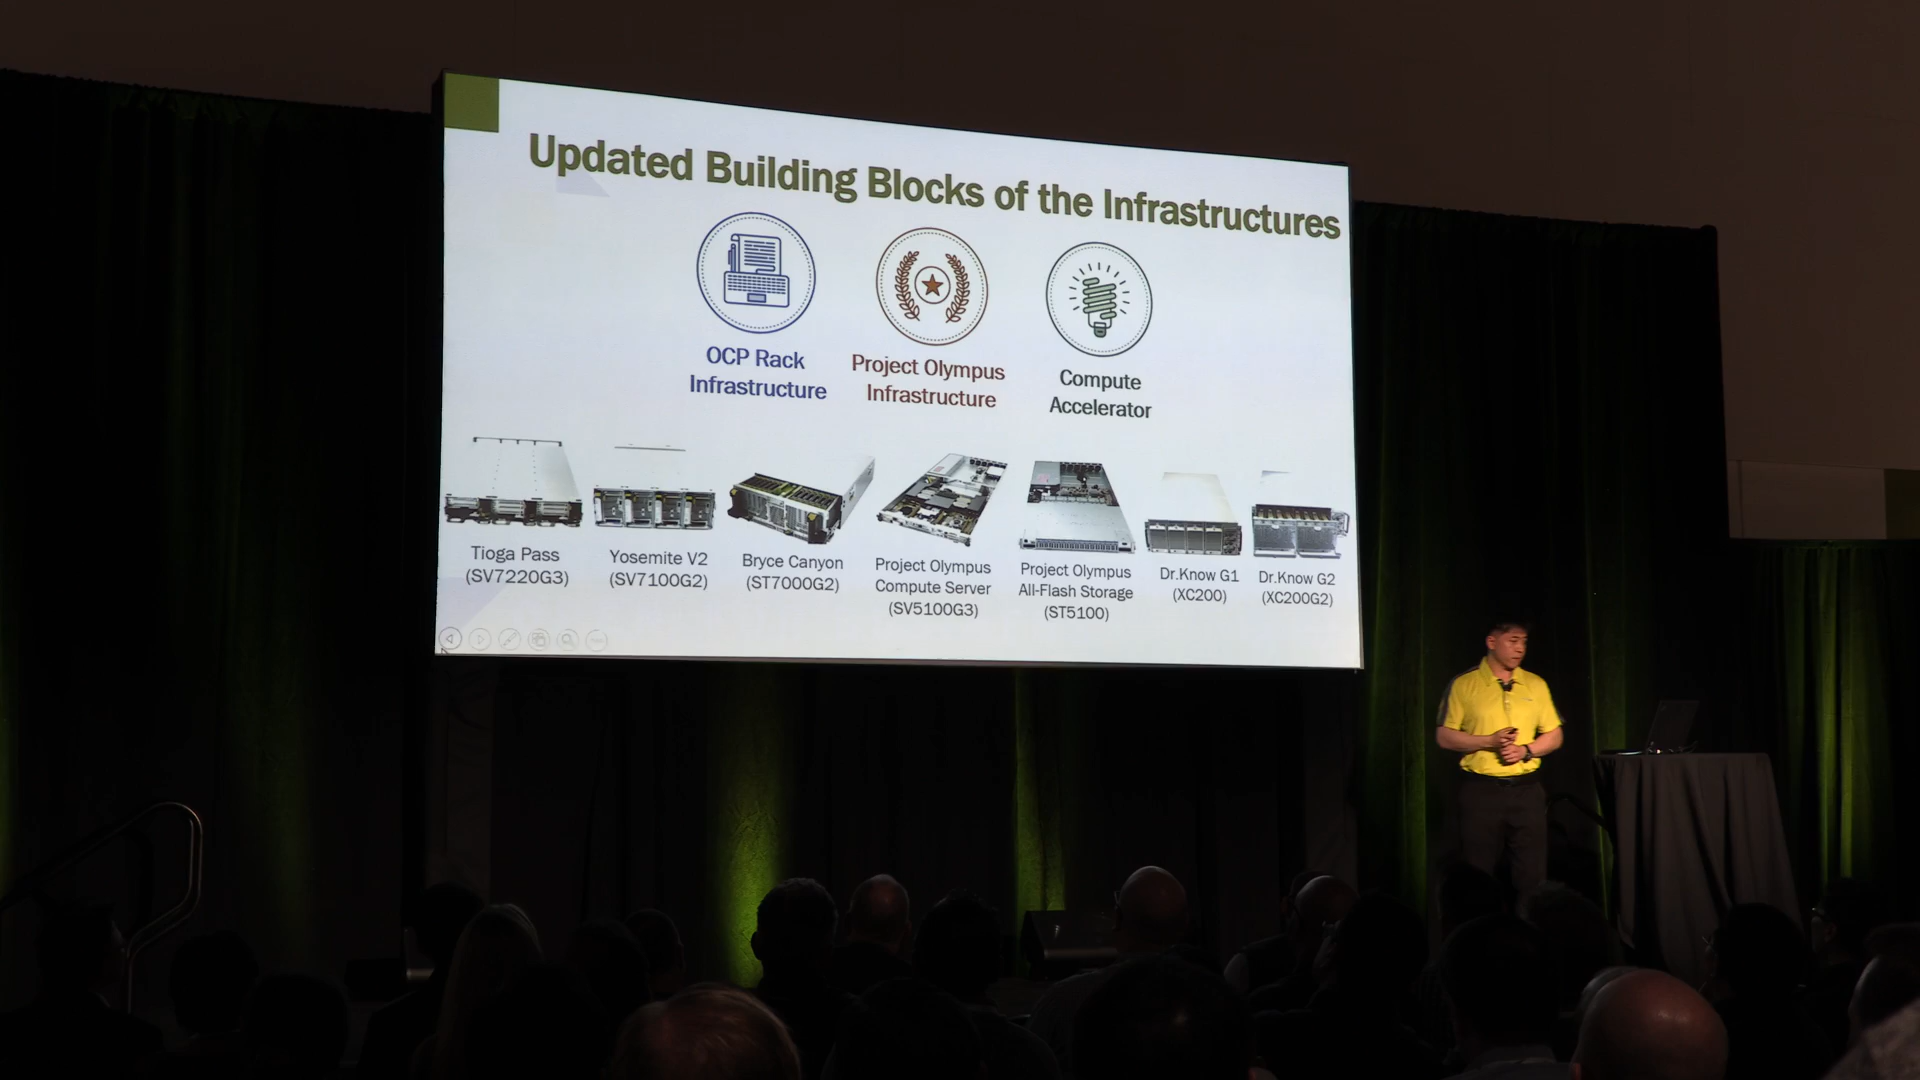 Updated Building Blocks of the Infrastructures
OCP Rack
Infrastructure
Project Olympus
Infrastructure
Compute
Accelerator
Tioga Pass
(SV7220G3)
Yosemite V2
(SV7100G2)
Bryce Canyon
(ST7000G2)
Project Olympus
Compute Server
(SV5100G3)
Project Olympus
All-Flash Storage
(ST5100)
Dr.Know G1
(XC200)
Dr.Know G2
(XC200G2)